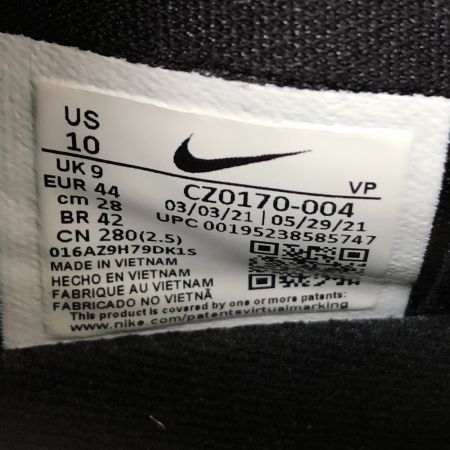 US
10
UK 9
EUR 44
cm 28
BR 42
CN 280(2.5)
VP
CZ0170-004
03/03/21 | 05/29/21
UPC 00195238585747
016AZ9H79DK1S
MADE IN VIETNAM
HECHO EN VIETNAM
FABRIQUE AU VIETNAM
FABRICADO NO VIETNÃ
This product is covered by one or more patents:
www.nike.com/patentsvirtualmarking